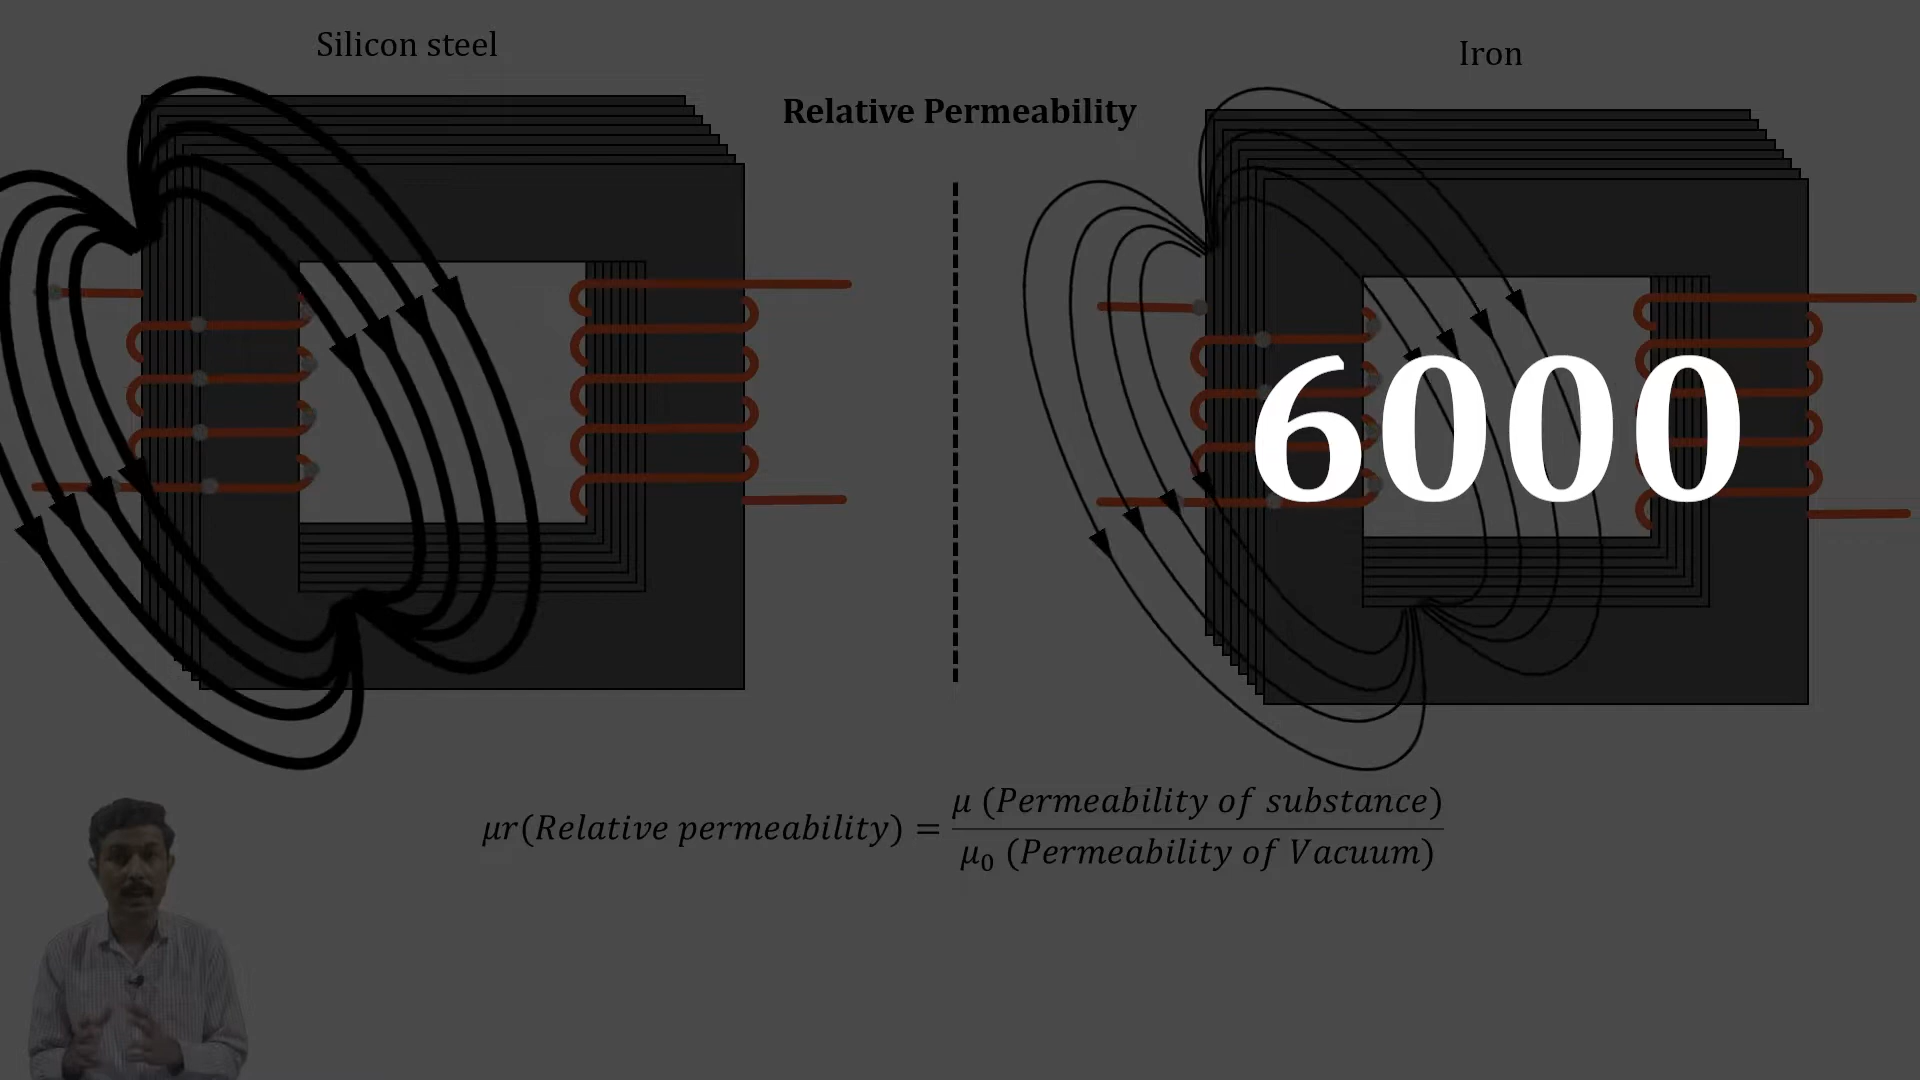 Silicon steel
Iron
Relative Permeability
6000
μr(Relative permeability) = μ (Permeability of substance) / μ₀ (Permeability of Vacuum)